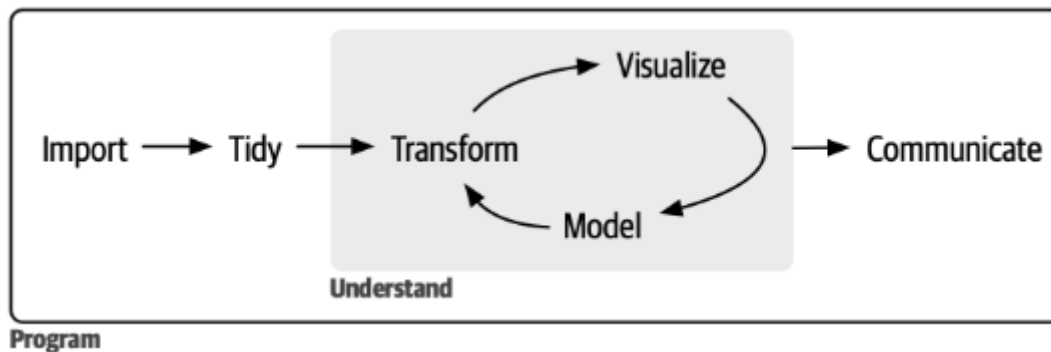 Visualize
Import
Tidy
Transform
Communicate
Model
Understand
Program